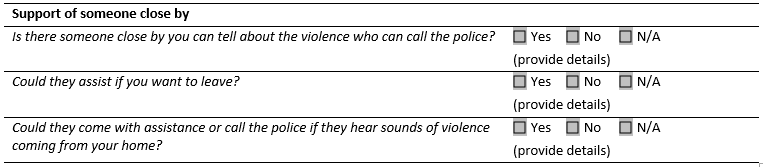 Support of someone close by
Is there someone close by you can tell about the violence who can call the police? Yes No N/A
(provide details)
Could they assist if you want to leave? Yes No N/A
(provide details)
Could they come with assistance or call the police if they hear sounds of violence Yes No N/A
coming from your home? (provide details)